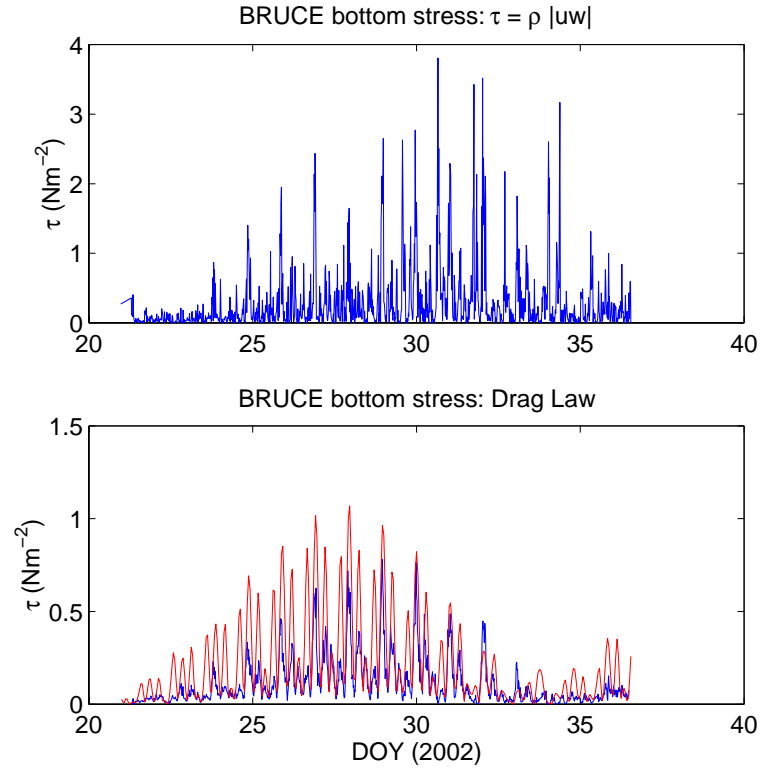 BRUCE bottom stress: τ = ρ |uw|
4
3
2
1
0
τ (Nm⁻²)
20 25 30 35 40
BRUCE bottom stress: Drag Law
1.5
1
0.5
0
τ (Nm⁻²)
20 25 30 35 40
DOY (2002)